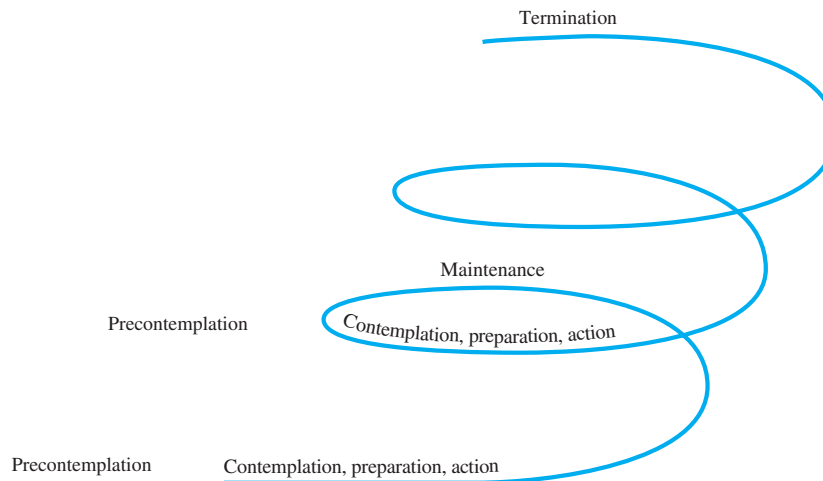 Termination
Maintenance
Precontemplation
Contemplation, preparation, action
Precontemplation
Contemplation, preparation, action